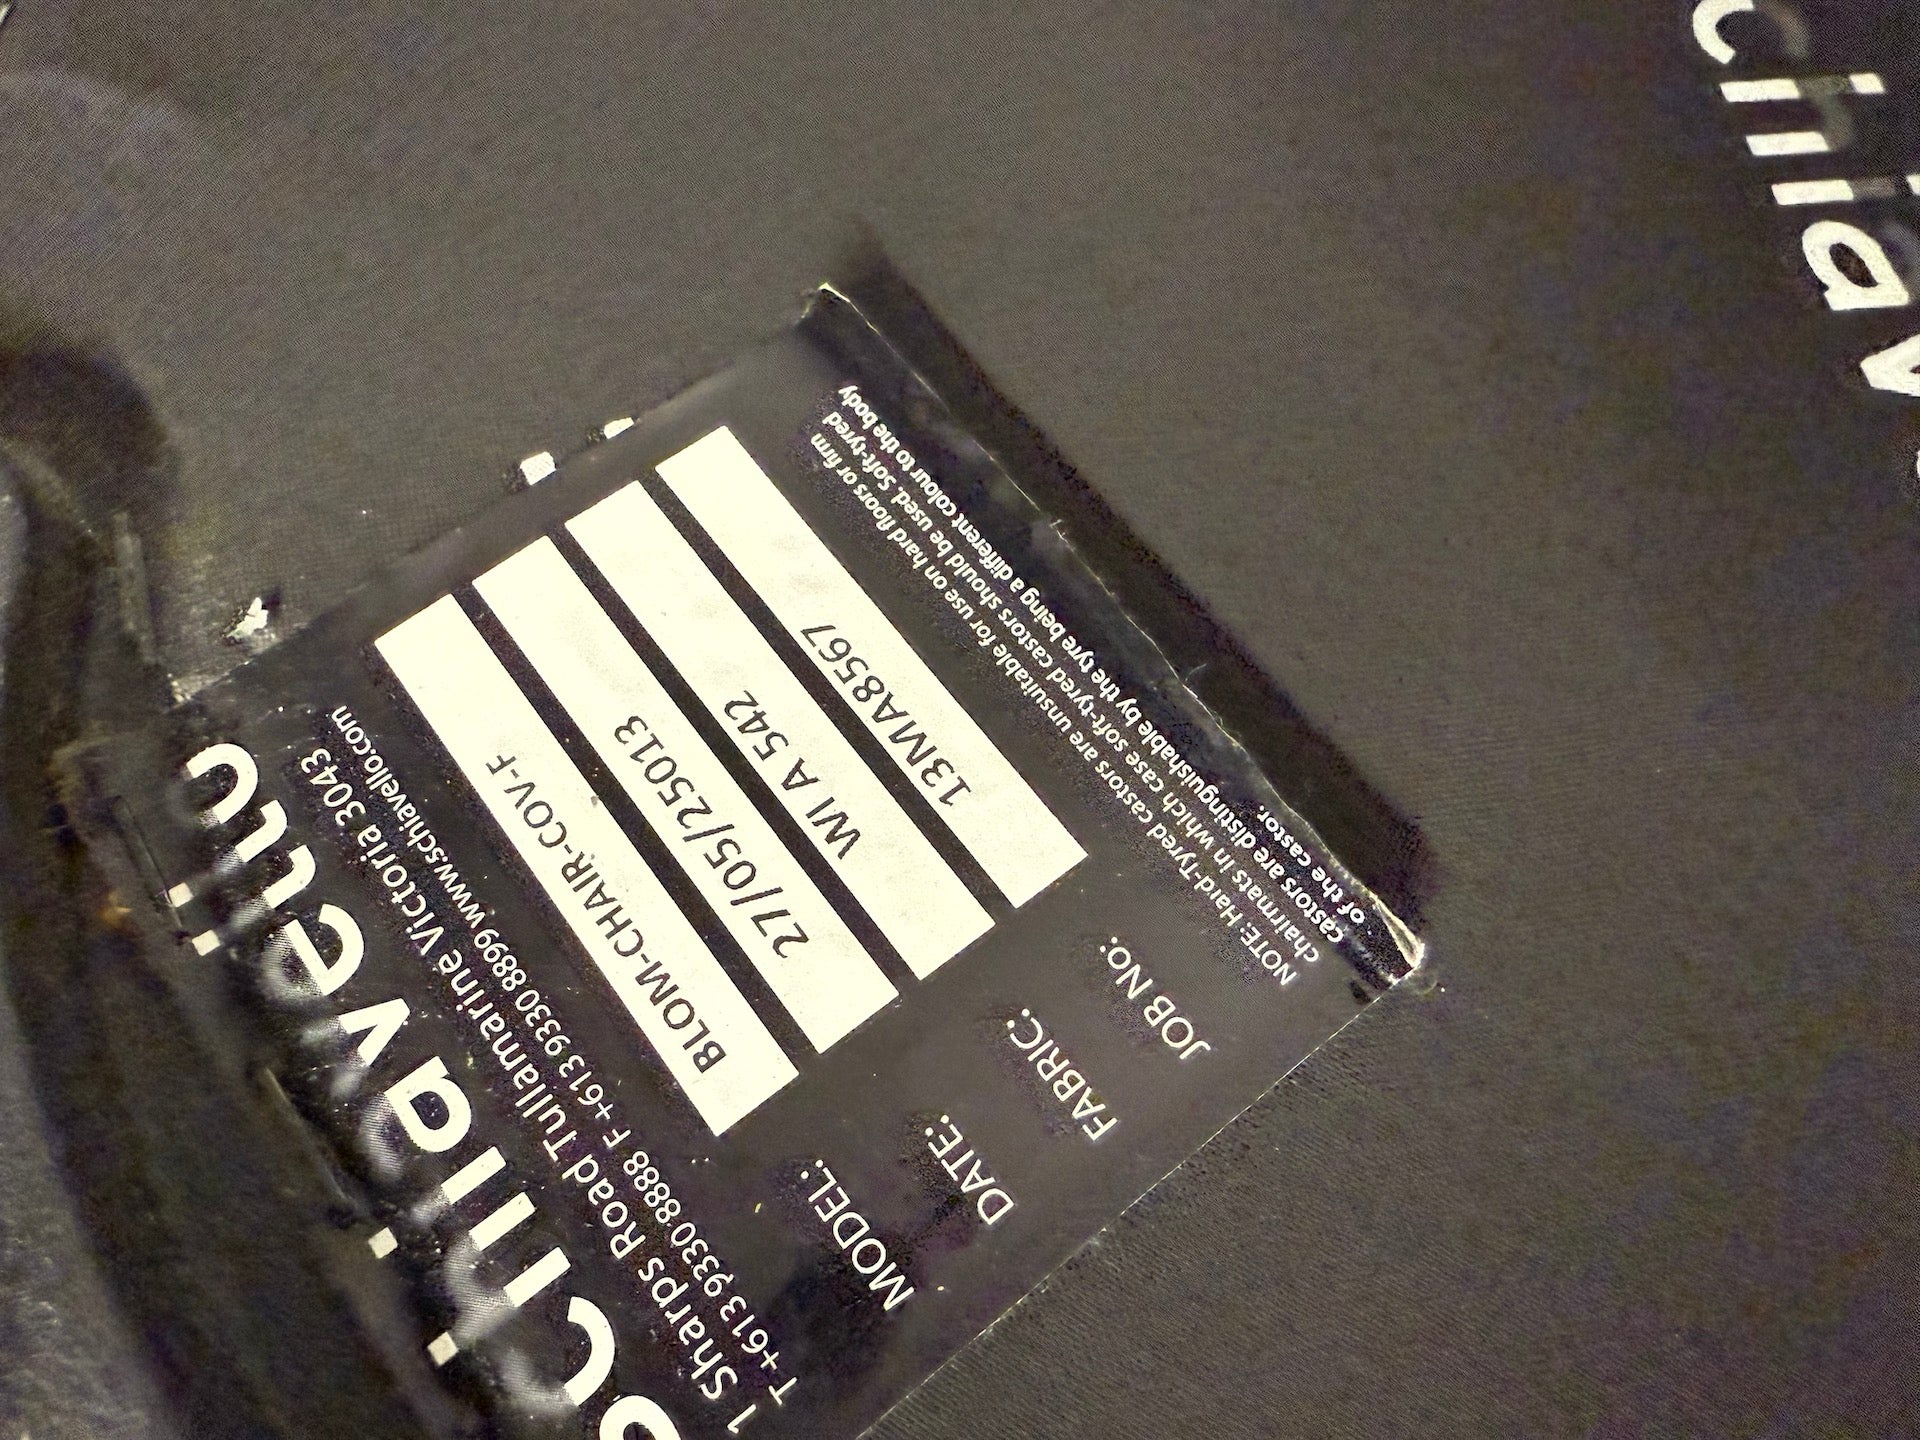 schiavello
1 Sharps Road Tullamarine Victoria 3043
T +613 9330 8888 F +613 9330 8899 www.schiavello.com
MODEL: BLOM-CHAIR-COV-F
DATE: 27/05/25013
FABRIC: WI A 542
JOB No: 13MA8567
NOTE: Hard-Tyred castors are unsuitable for use on hard floors or firm
chairmats in which case soft-tyred castors should be used. Soft-tyred
castors are distinguishable by the tyre being a different colour to the body
of the castor.
chiav